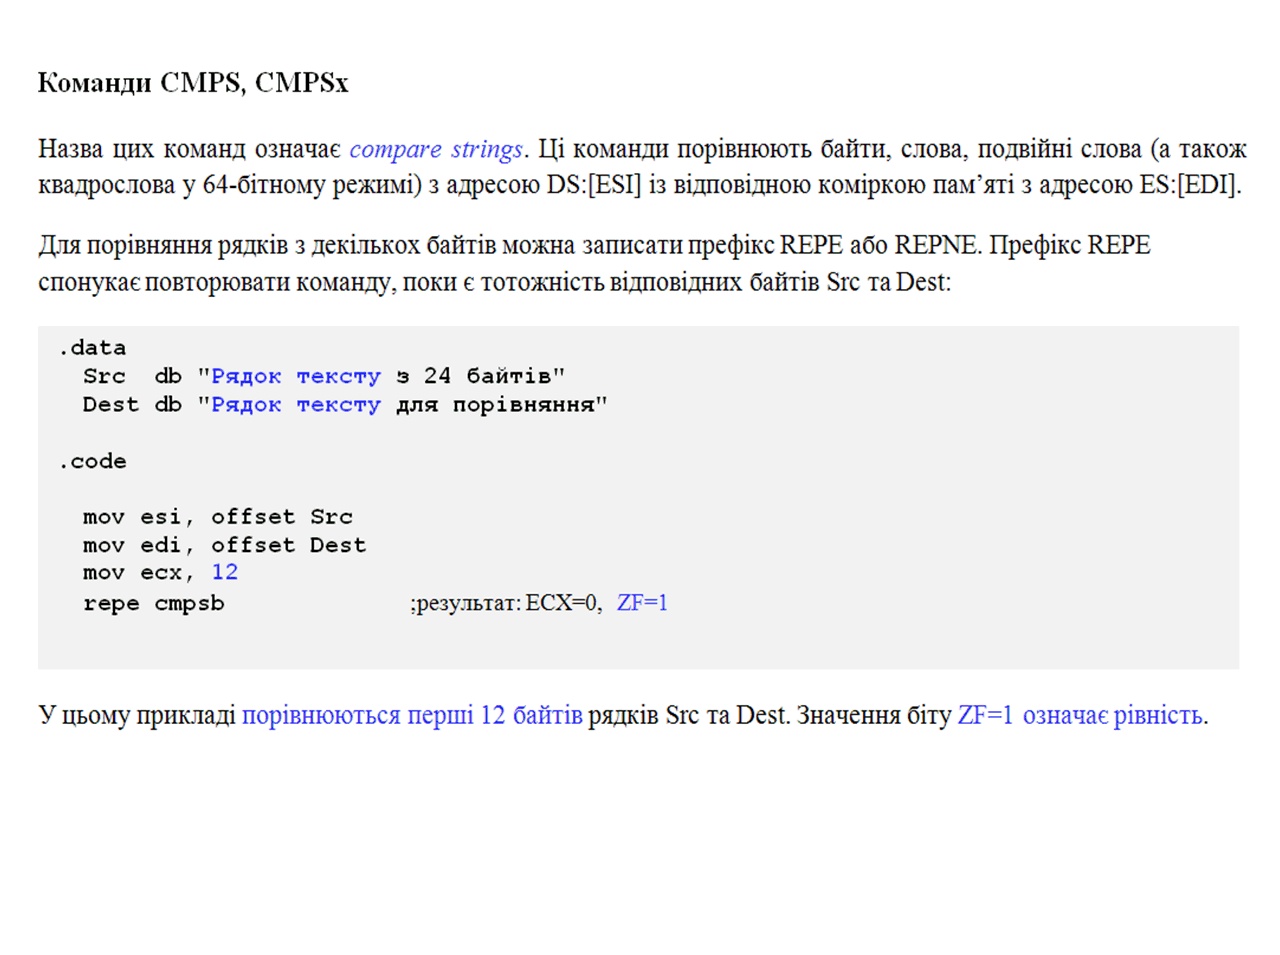 Команди CMPS, CMPSx
Назва цих команд означає compare strings. Ці команди порівнюють байти, слова, подвійні слова (а також
квадрослова у 64-бітному режимі) з адресою DS:[ESI] із відповідною коміркою пам’яті з адресою ES:[EDI].
Для порівняння рядків з декількох байтів можна записати префікс REPE або REPNE. Префікс REPE
спонукає повторювати команду, поки є тотожність відповідних байтів Src та Dest:
.data
Src db "Рядок тексту з 24 байтів"
Dest db "Рядок тексту для порівняння"
.code
mov esi, offset Src
mov edi, offset Dest
mov ecx, 12
repe cmpsb ;результат: ECX=0, ZF=1
У цьому прикладі порівнюються перші 12 байтів рядків Src та Dest. Значення біту ZF=1 означає рівність.